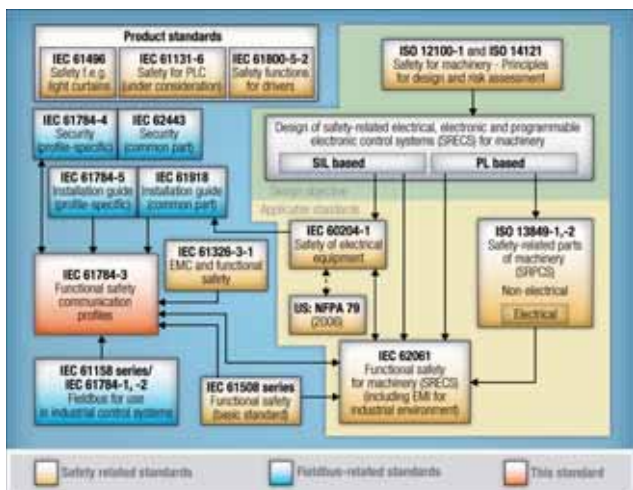 Product standards
IEC 61496
Safety f.e.g.
light curtains
IEC 61131-6
Safety for PLC
(under consideration)
IEC 61800-5-2
Safety functions
for drivers
ISO 12100-1 and ISO 14121
Safety for machinery - Principles
for design and risk assessment
IEC 61784-4
Security
(profile-specific)
IEC 62443
Security
(common part)
Design of safety-related electrical, electronic and programmable
electronic control systems (SRECS) for machinery
SIL based
PL based
IEC 61784-5
Installation guide
(profile-specific)
IEC 61918
Installation guide
(common part)
Design objective
Applicable standards
IEC 60204-1
Safety of electrical
equipment
ISO 13849-1,-2
Safety-related parts
of machinery
(SRPCS)
Non-electrical
Electrical
IEC 61326-3-1
EMC and functional
safety
IEC 61784-3
Functional safety
communication
profiles
US: NFPA 79
(2006)
IEC 62061
Functional safety
for machinery (SRECS)
(including EMI for
industrial environment)
IEC 61158 series/
IEC 61784-1, -2
Fieldbus for use
in industrial control systems
IEC 61508 series
Functional safety
(basic standard)
Safety related standards
Fieldbus-related standards
This standard